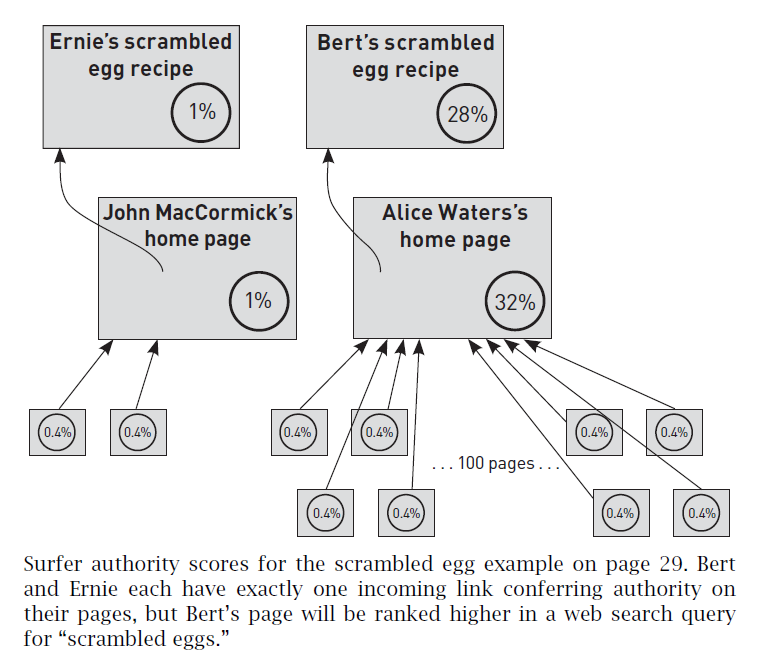 Ernie's scrambled
egg recipe
1%
Bert's scrambled
egg recipe
28%
John MacCormick's
home page
1%
Alice Waters's
home page
32%
0.4%
0.4%
0.4%
0.4%
0.4%
0.4%
. . . 100 pages . . .
0.4%
0.4%
0.4%
0.4%
Surfer authority scores for the scrambled egg example on page 29. Bert
and Ernie each have exactly one incoming link conferring authority on
their pages, but Bert's page will be ranked higher in a web search query
for “scrambled eggs.”